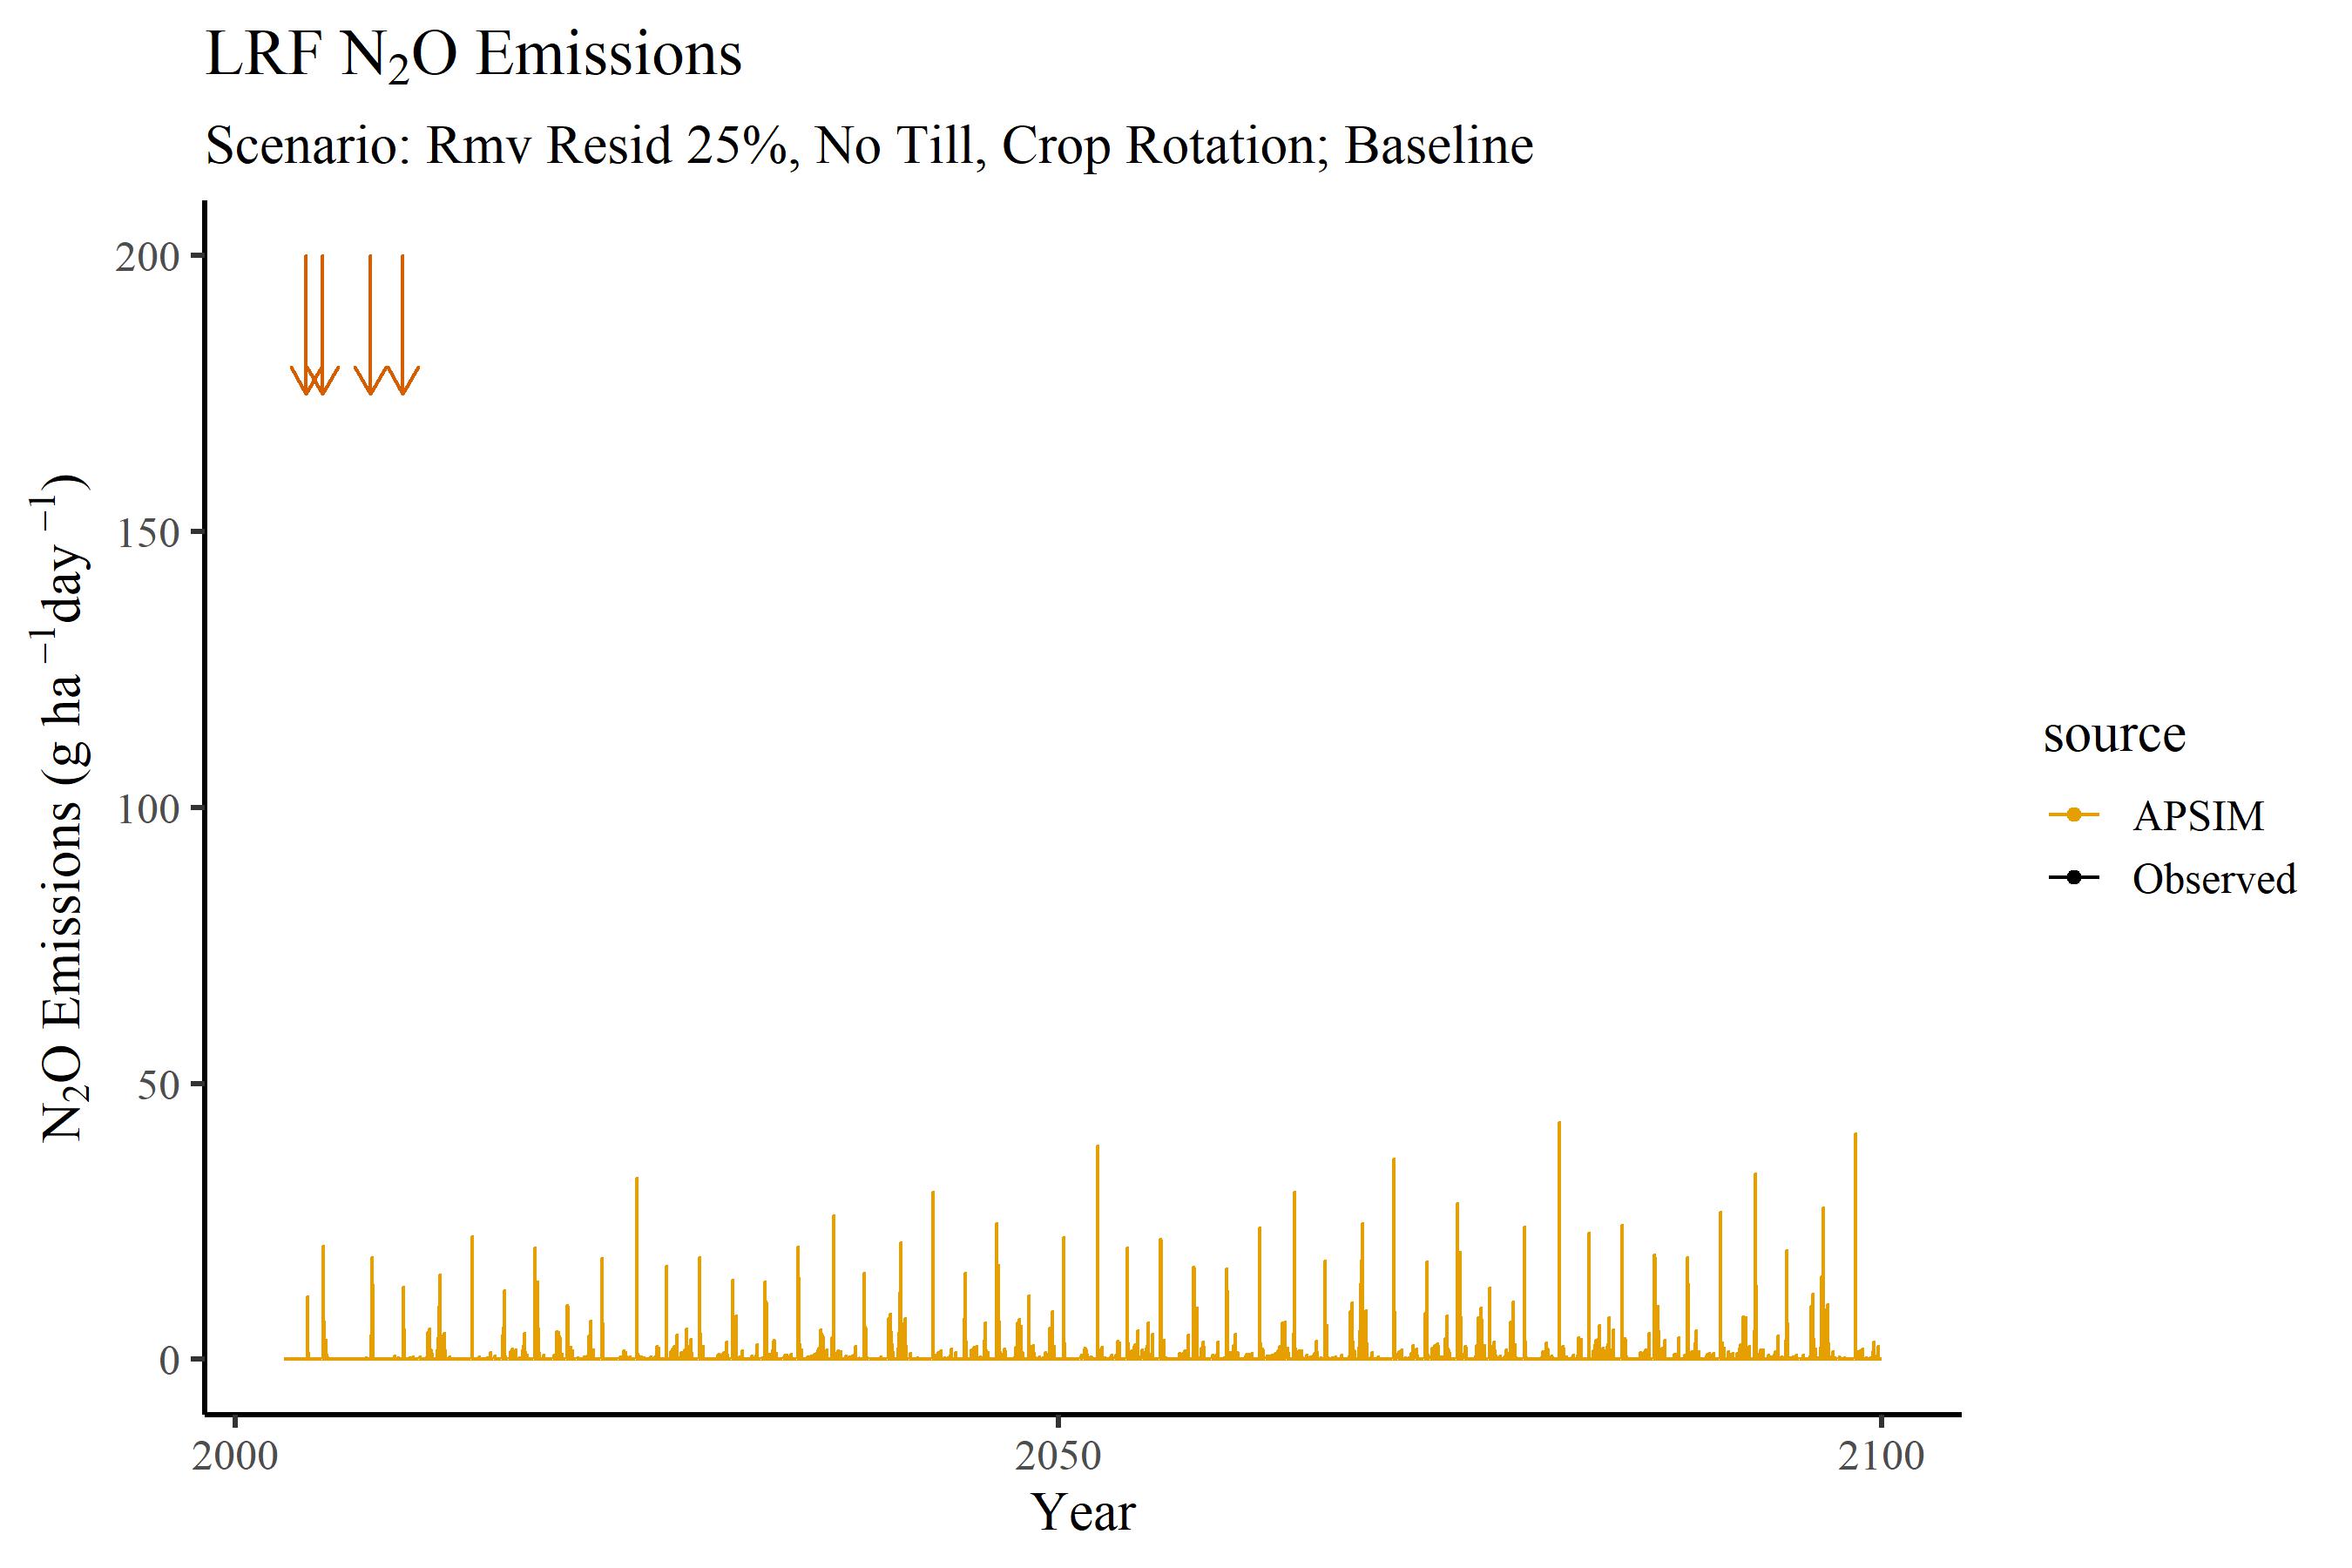 LRF N₂O Emissions
Scenario: Rmv Resid 25%, No Till, Crop Rotation; Baseline
N₂O Emissions (g ha ⁻¹day ⁻¹)
200
150
100
50
0
2000
2050
2100
Year
source
APSIM
Observed